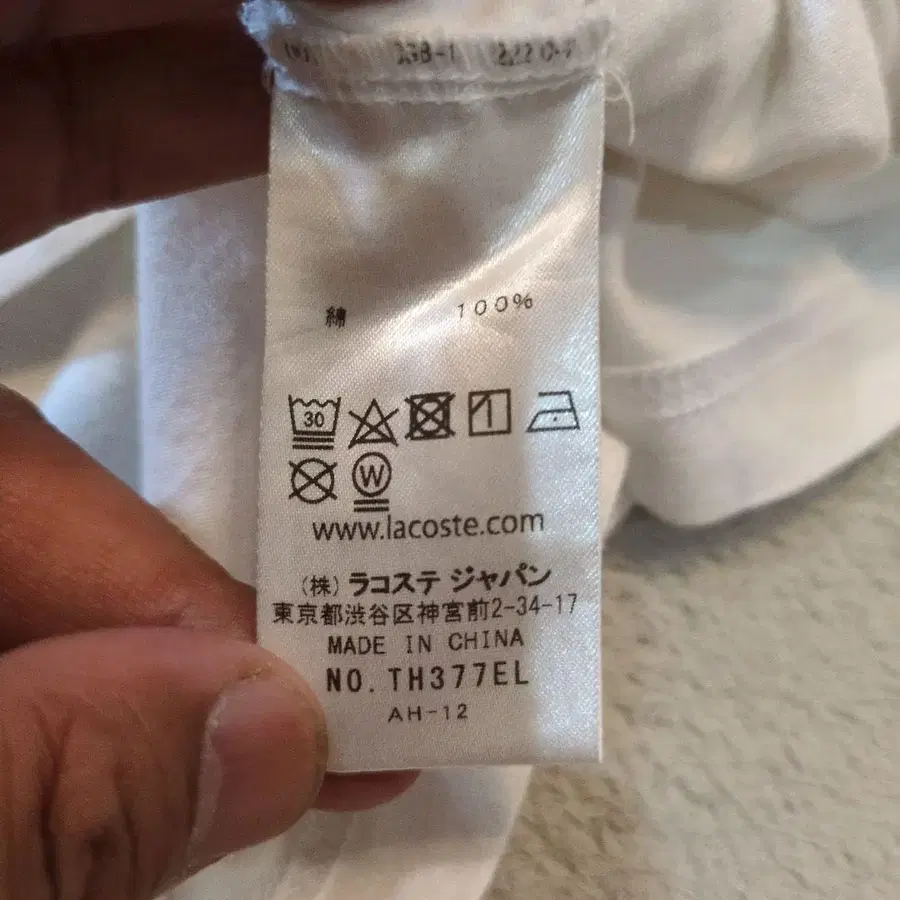 綿 100%
30
W
www.lacoste.com
(株) ラコステ ジャパン
東京都渋谷区神宮前2-34-17
MADE IN CHINA
NO. TH377EL
AH-12